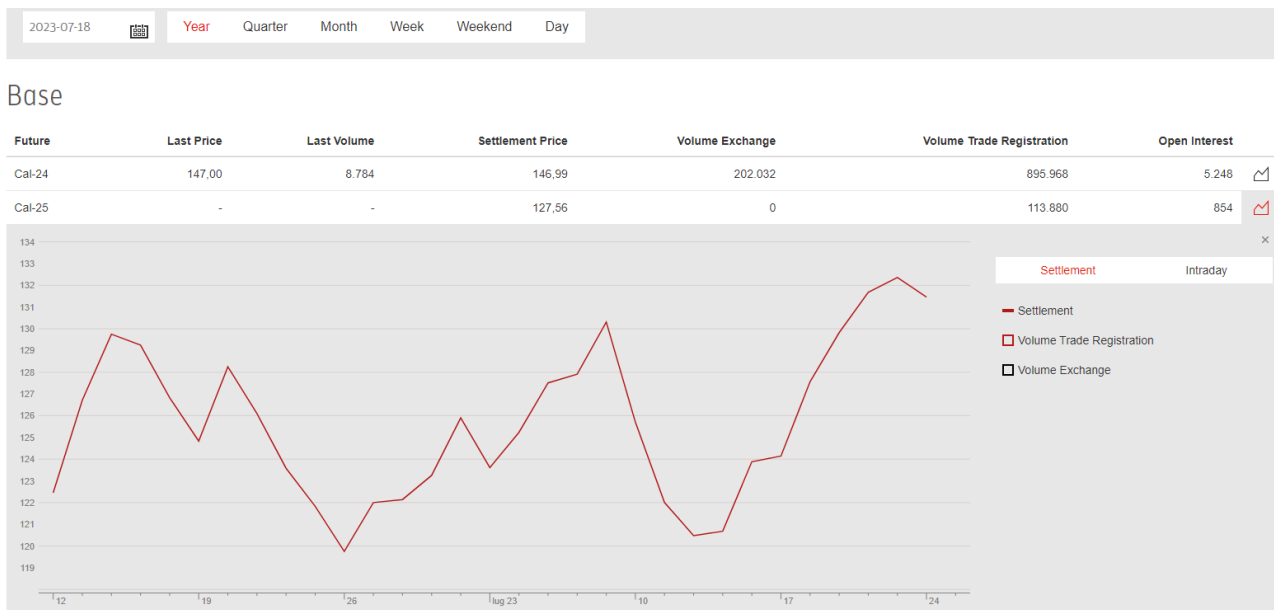 2023-07-18 Year Quarter Month Week Weekend Day
Base
Future Last Price Last Volume Settlement Price Volume Exchange Volume Trade Registration Open Interest
Cal-24 147,00 8.784 146,99 202.032 895.968 5.248
Cal-25 - - 127,56 0 113.880 854
×
Settlement Intraday
Settlement
Volume Trade Registration
Volume Exchange
134
133
132
131
130
129
128
127
126
125
124
123
122
121
120
119
12 19 26 lug 23 10 17 24